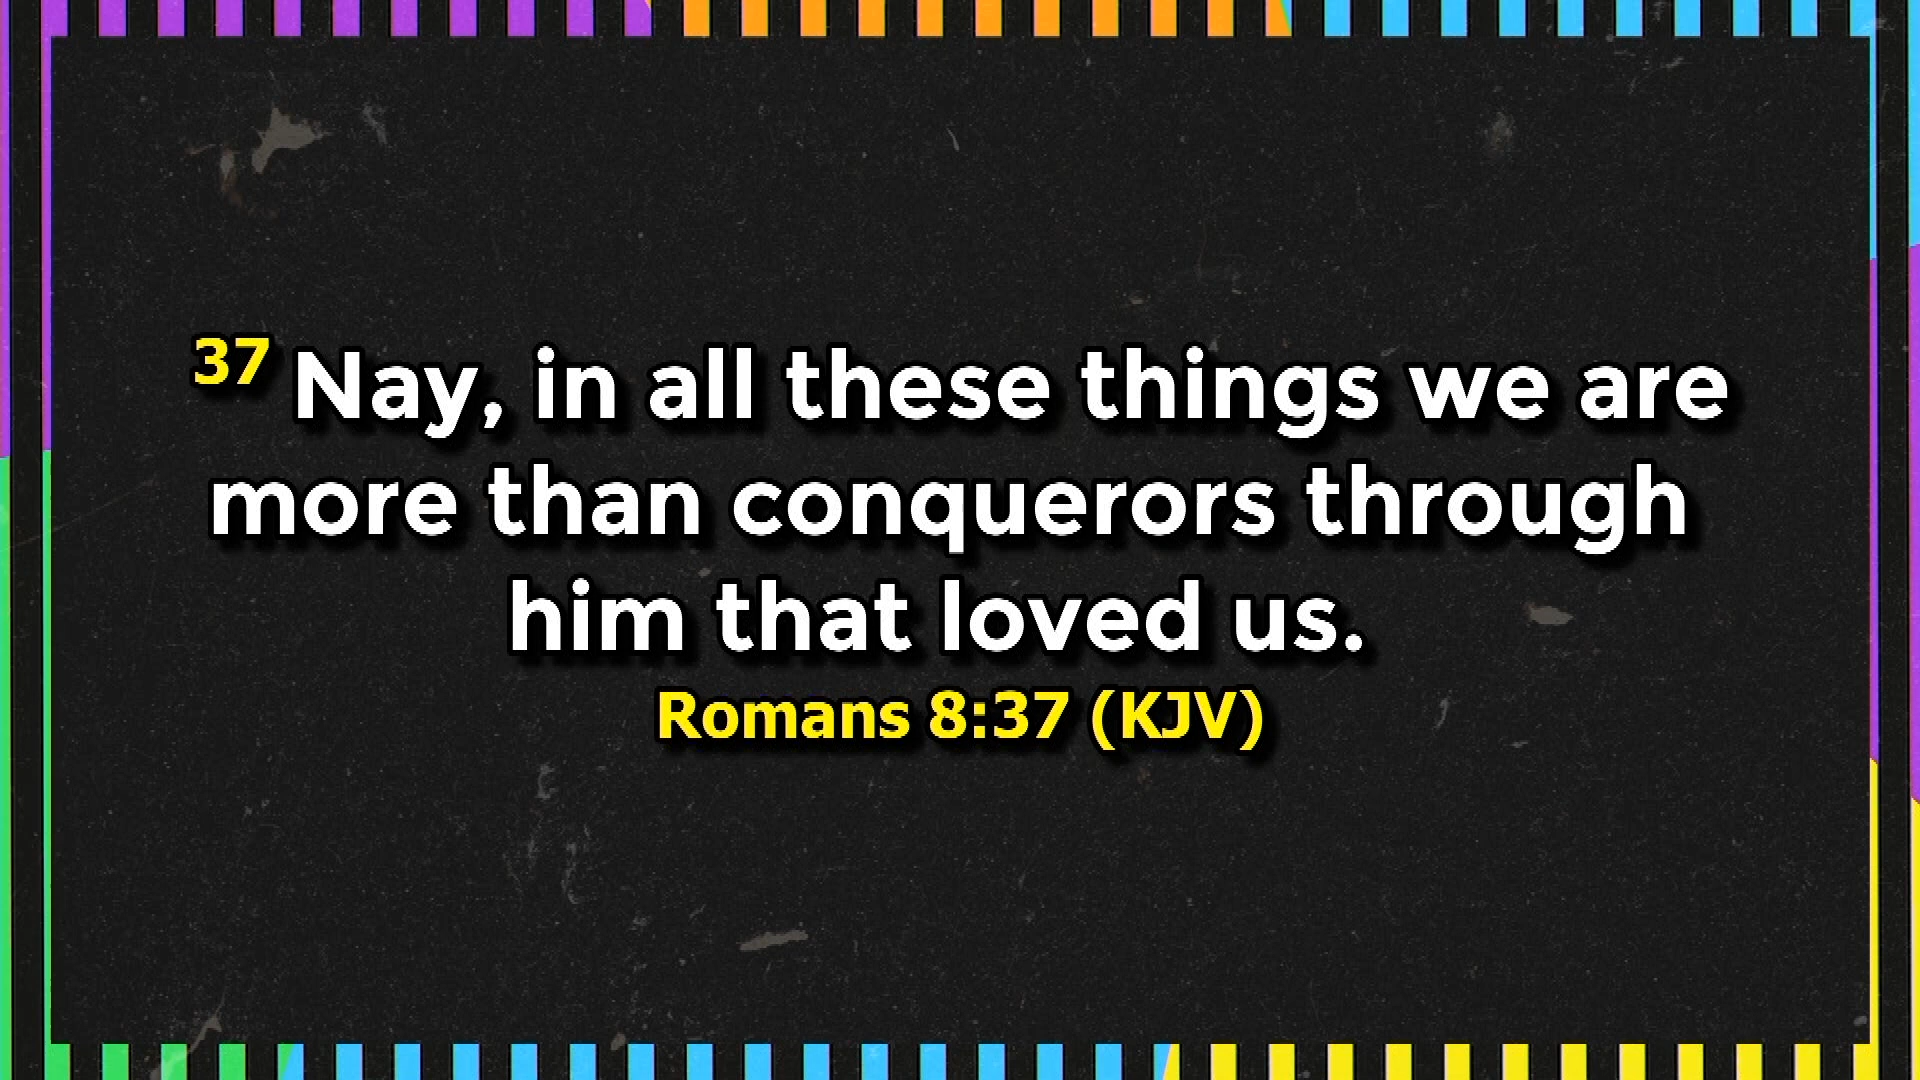 37 Nay, in all these things we are
more than conquerors through
him that loved us.
Romans 8:37 (KJV)